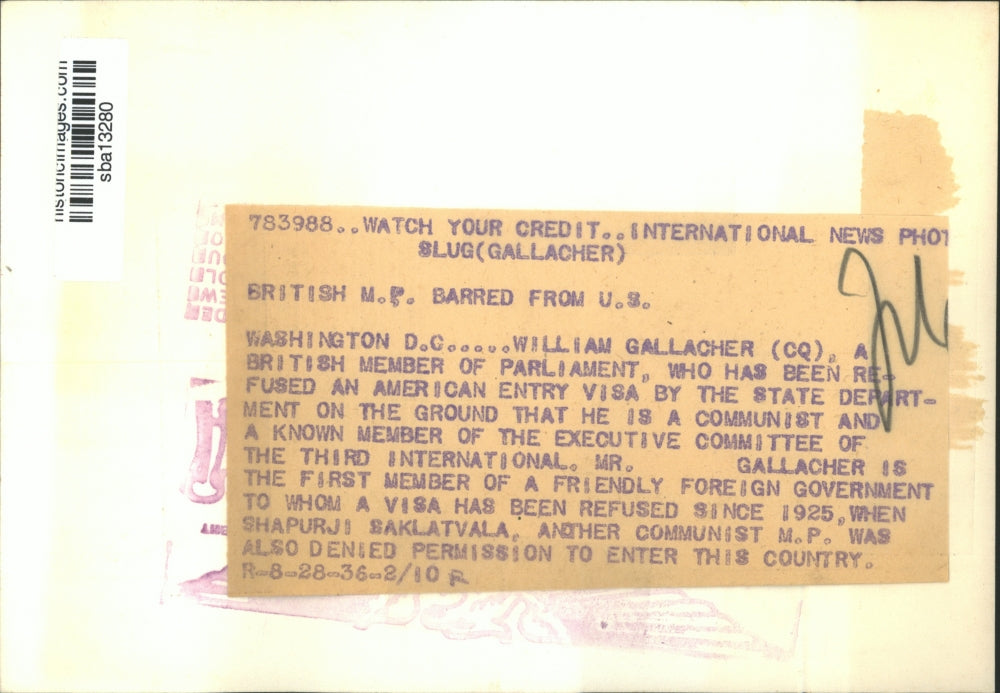 historicimages.com
sba13280
783988..WATCH YOUR CREDIT..INTERNATIONAL NEWS PHOT
SLUG(GALLACHER)
BRITISH M.P. BARRED FROM U.S.
WASHINGTON D.C.....WILLIAM GALLACHER (CQ), A
BRITISH MEMBER OF PARLIAMENT, WHO HAS BEEN RE-
FUSED AN AMERICAN ENTRY VISA BY THE STATE DEPART-
MENT ON THE GROUND THAT HE IS A COMMUNIST AND
A KNOWN MEMBER OF THE EXECUTIVE COMMITTEE OF
THE THIRD INTERNATIONAL. MR. GALLACHER IS
THE FIRST MEMBER OF A FRIENDLY FOREIGN GOVERNMENT
TO WHOM A VISA HAS BEEN REFUSED SINCE 1925,WHEN
SHAPURJI SAKLATVALA, ANOTHER COMMUNIST M.P. WAS
ALSO DENIED PERMISSION TO ENTER THIS COUNTRY.
R-8-28-36-2/10 R